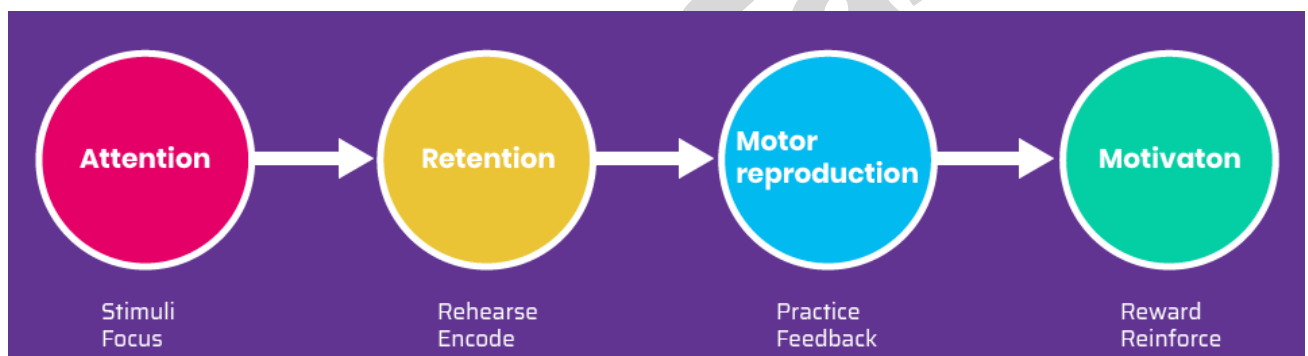 Attention
Retention
Motor
reproduction
Motivaton
Stimuli
Focus
Rehearse
Encode
Practice
Feedback
Reward
Reinforce